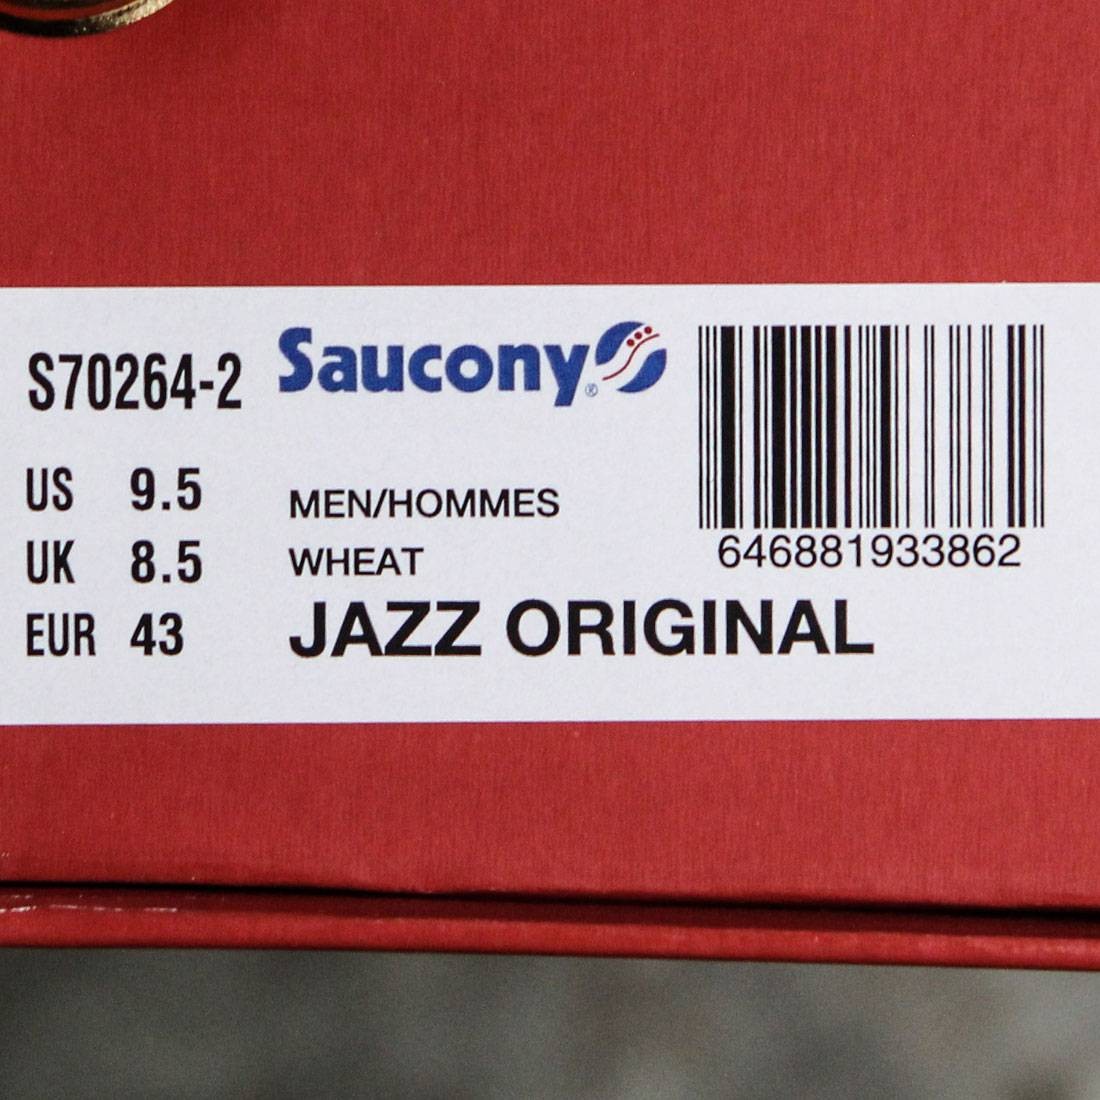 S70264-2
Saucony®
US 9.5
UK 8.5
EUR 43
MEN/HOMMES
WHEAT
JAZZ ORIGINAL
646881933862